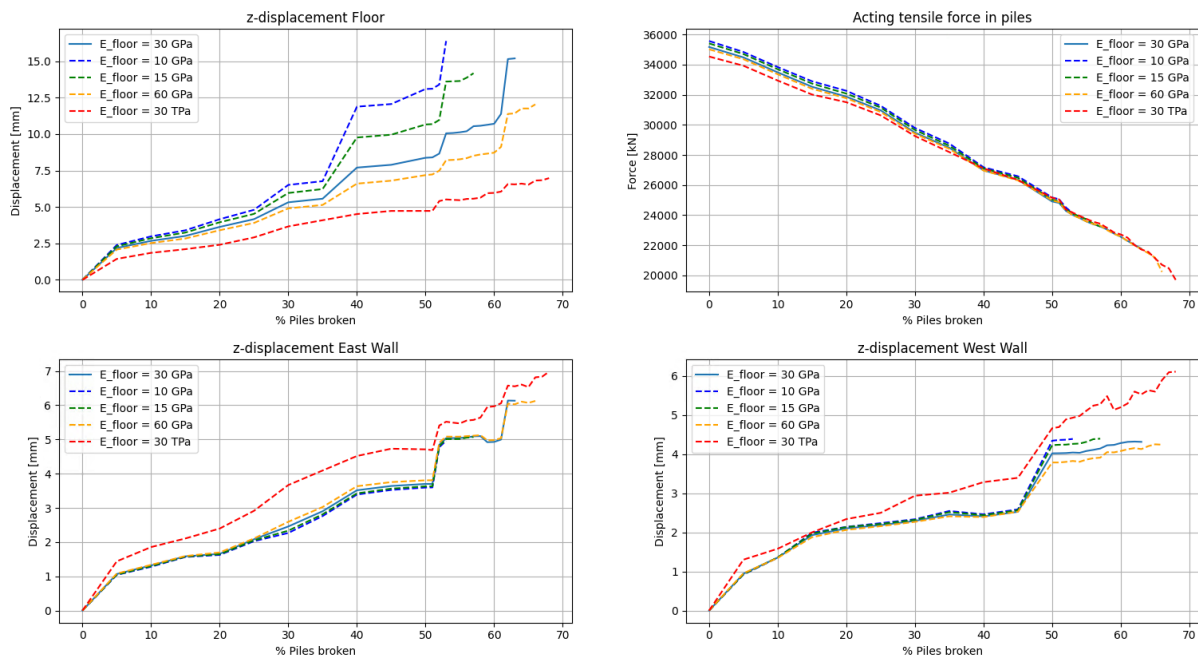 z-displacement Floor
E_floor = 30 GPa
E_floor = 10 GPa
E_floor = 15 GPa
E_floor = 60 GPa
E_floor = 30 TPa
Displacement [mm]
15.0
12.5
10.0
7.5
5.0
2.5
0.0
0 10 20 30 40 50 60 70
% Piles broken
Acting tensile force in piles
E_floor = 30 GPa
E_floor = 10 GPa
E_floor = 15 GPa
E_floor = 60 GPa
E_floor = 30 TPa
Force [kN]
36000
34000
32000
30000
28000
26000
24000
22000
20000
0 10 20 30 40 50 60 70
% Piles broken
z-displacement East Wall
E_floor = 30 GPa
E_floor = 10 GPa
E_floor = 15 GPa
E_floor = 60 GPa
E_floor = 30 TPa
Displacement [mm]
7
6
5
4
3
2
1
0
0 10 20 30 40 50 60 70
% Piles broken
z-displacement West Wall
E_floor = 30 GPa
E_floor = 10 GPa
E_floor = 15 GPa
E_floor = 60 GPa
E_floor = 30 TPa
Displacement [mm]
6
5
4
3
2
1
0
0 10 20 30 40 50 60 70
% Piles broken